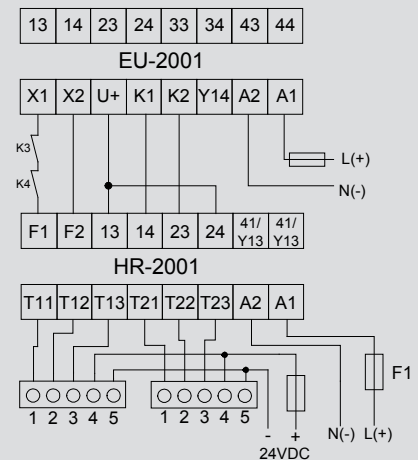 13 14 23 24 33 34 43 44
EU-2001
X1 X2 U+ K1 K2 Y14 A2 A1
K3
L(+)
K4
N(-)
F1 F2 13 14 23 24 41/Y13 41/Y13
HR-2001
T11 T12 T13 T21 T22 T23 A2 A1
F1
1 2 3 4 5 1 2 3 4 5
- + N(-) L(+)
24VDC